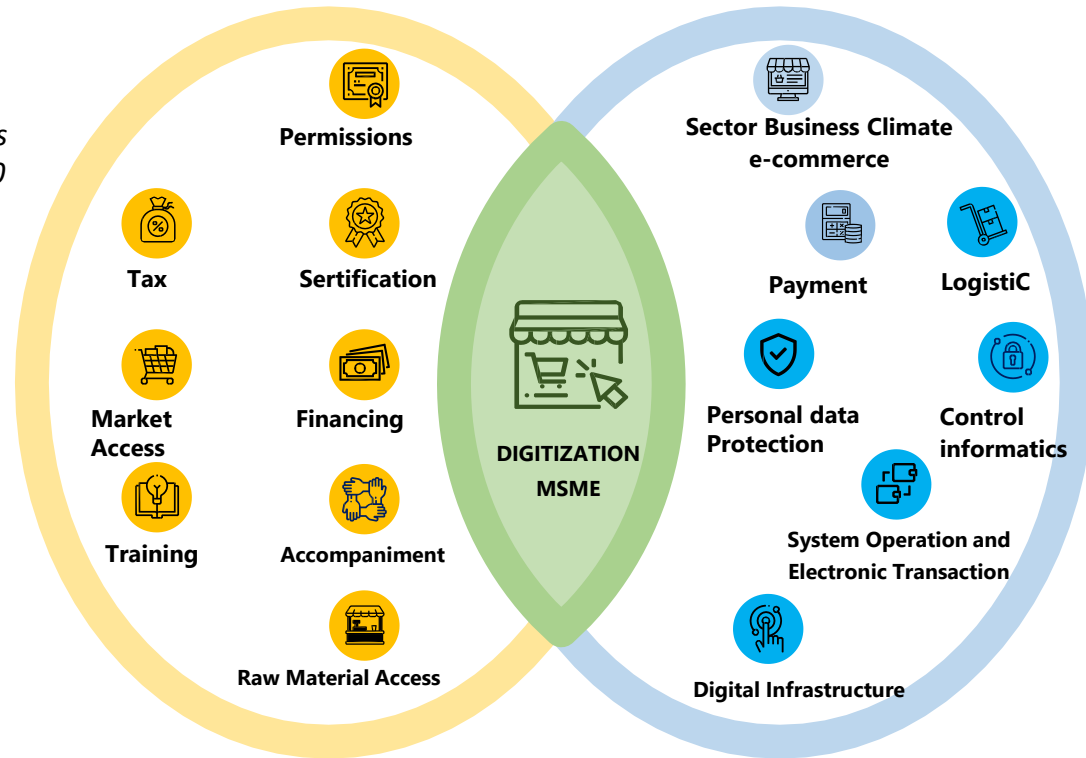 s
0
Permissions
Tax
Sertification
Market
Access
Financing
Training
Accompaniment
Raw Material Access
DIGITIZATION
MSME
Sector Business Climate
e-commerce
Payment
LogistiC
Personal data
Protection
Control
informatics
System Operation and
Electronic Transaction
Digital Infrastructure